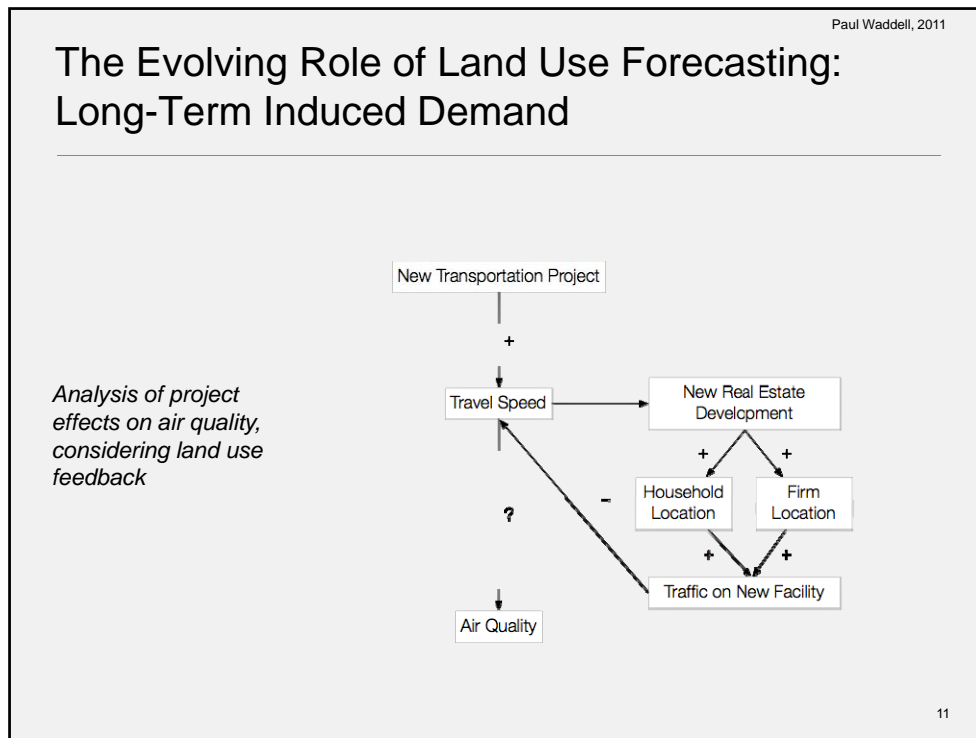 Paul Waddell, 2011
The Evolving Role of Land Use Forecasting:
Long-Term Induced Demand
Analysis of project
effects on air quality,
considering land use
feedback
New Transportation Project
+
Travel Speed
New Real Estate
Development
+ +
Household
Location
Firm
Location
-
?
+ +
Traffic on New Facility
Air Quality
11